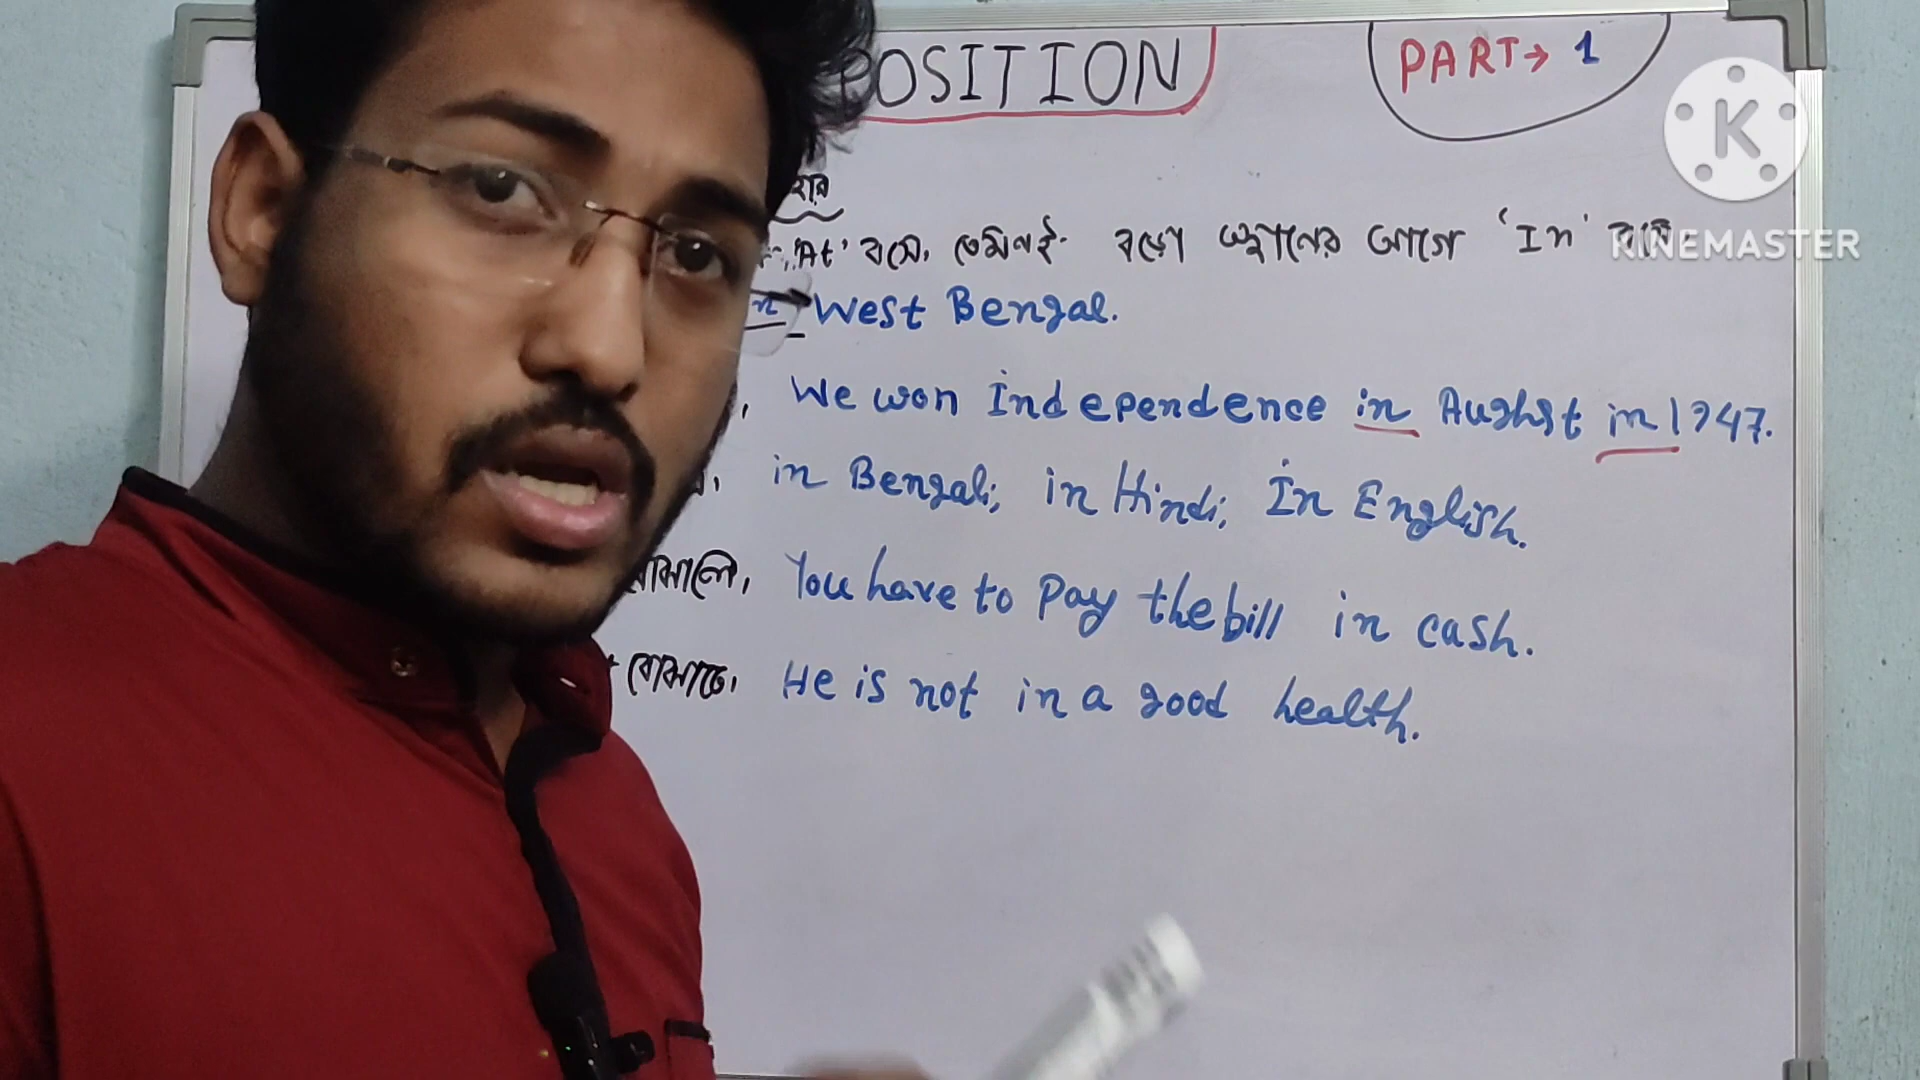 POSITION
PART→ 1
K
KINEMASTER
'At' বসে, তেমনই বড়ো স্থানের আগে 'In' বসে
West Bengal.
We won Independence in August in 1947.
in Bengali; in Hindi; In English.
You have to pay the bill in cash.
বোঝাতে, He is not in a good health.